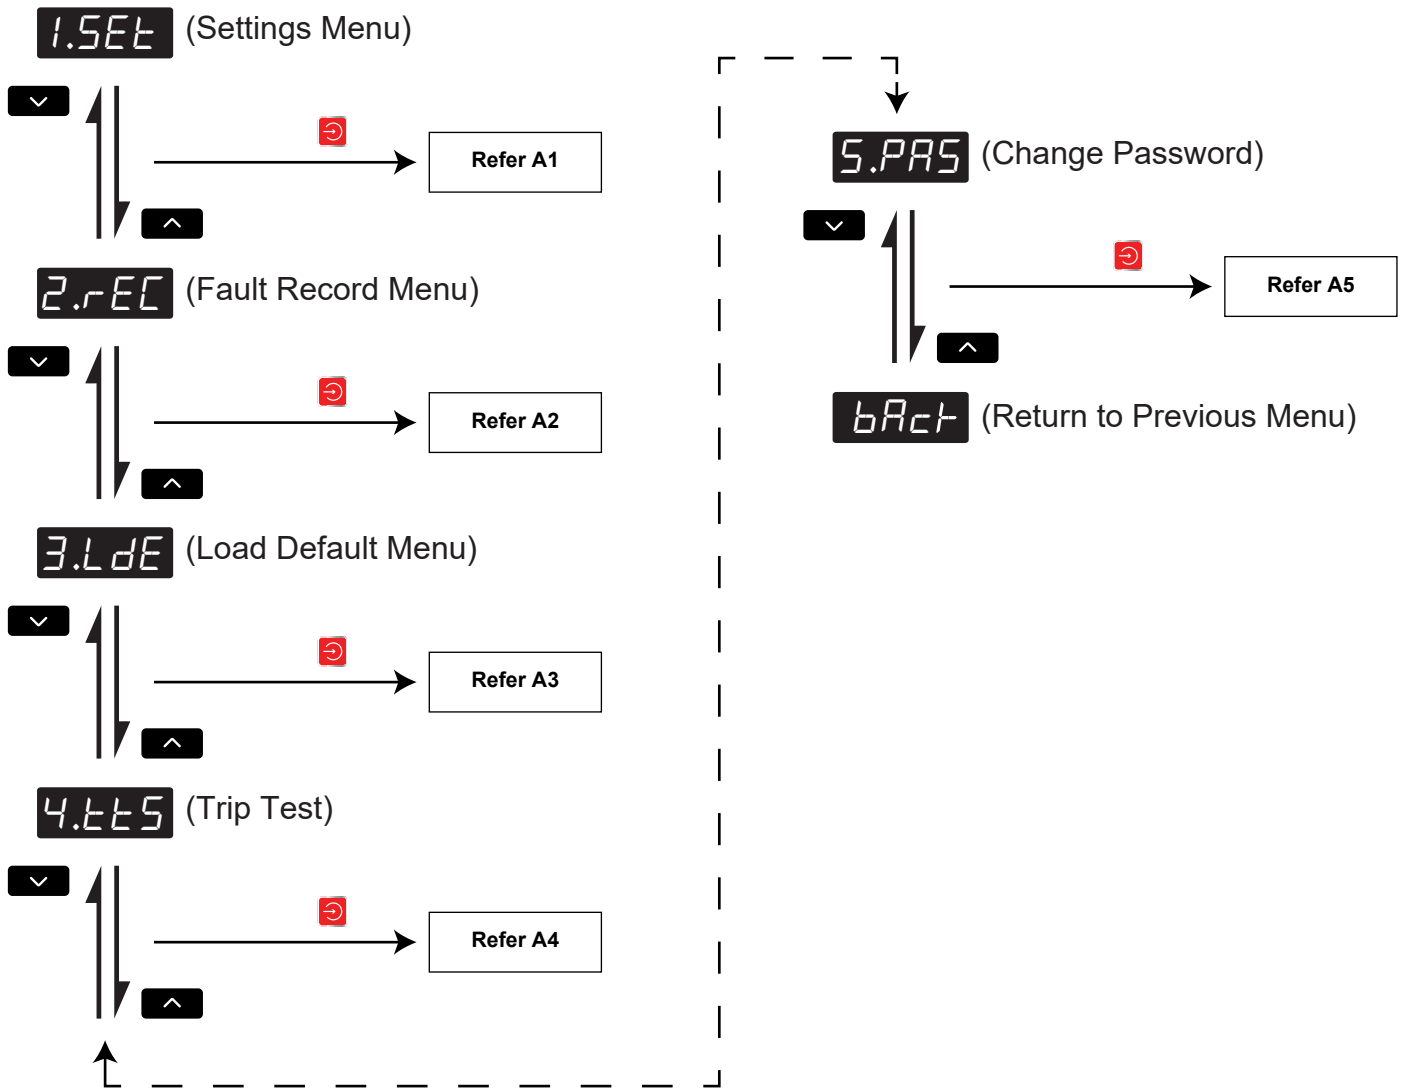 1.SEt (Settings Menu)
Refer A1
2.rEC (Fault Record Menu)
Refer A2
3.LdE (Load Default Menu)
Refer A3
4.ttS (Trip Test)
Refer A4
5.PAS (Change Password)
Refer A5
bAck (Return to Previous Menu)